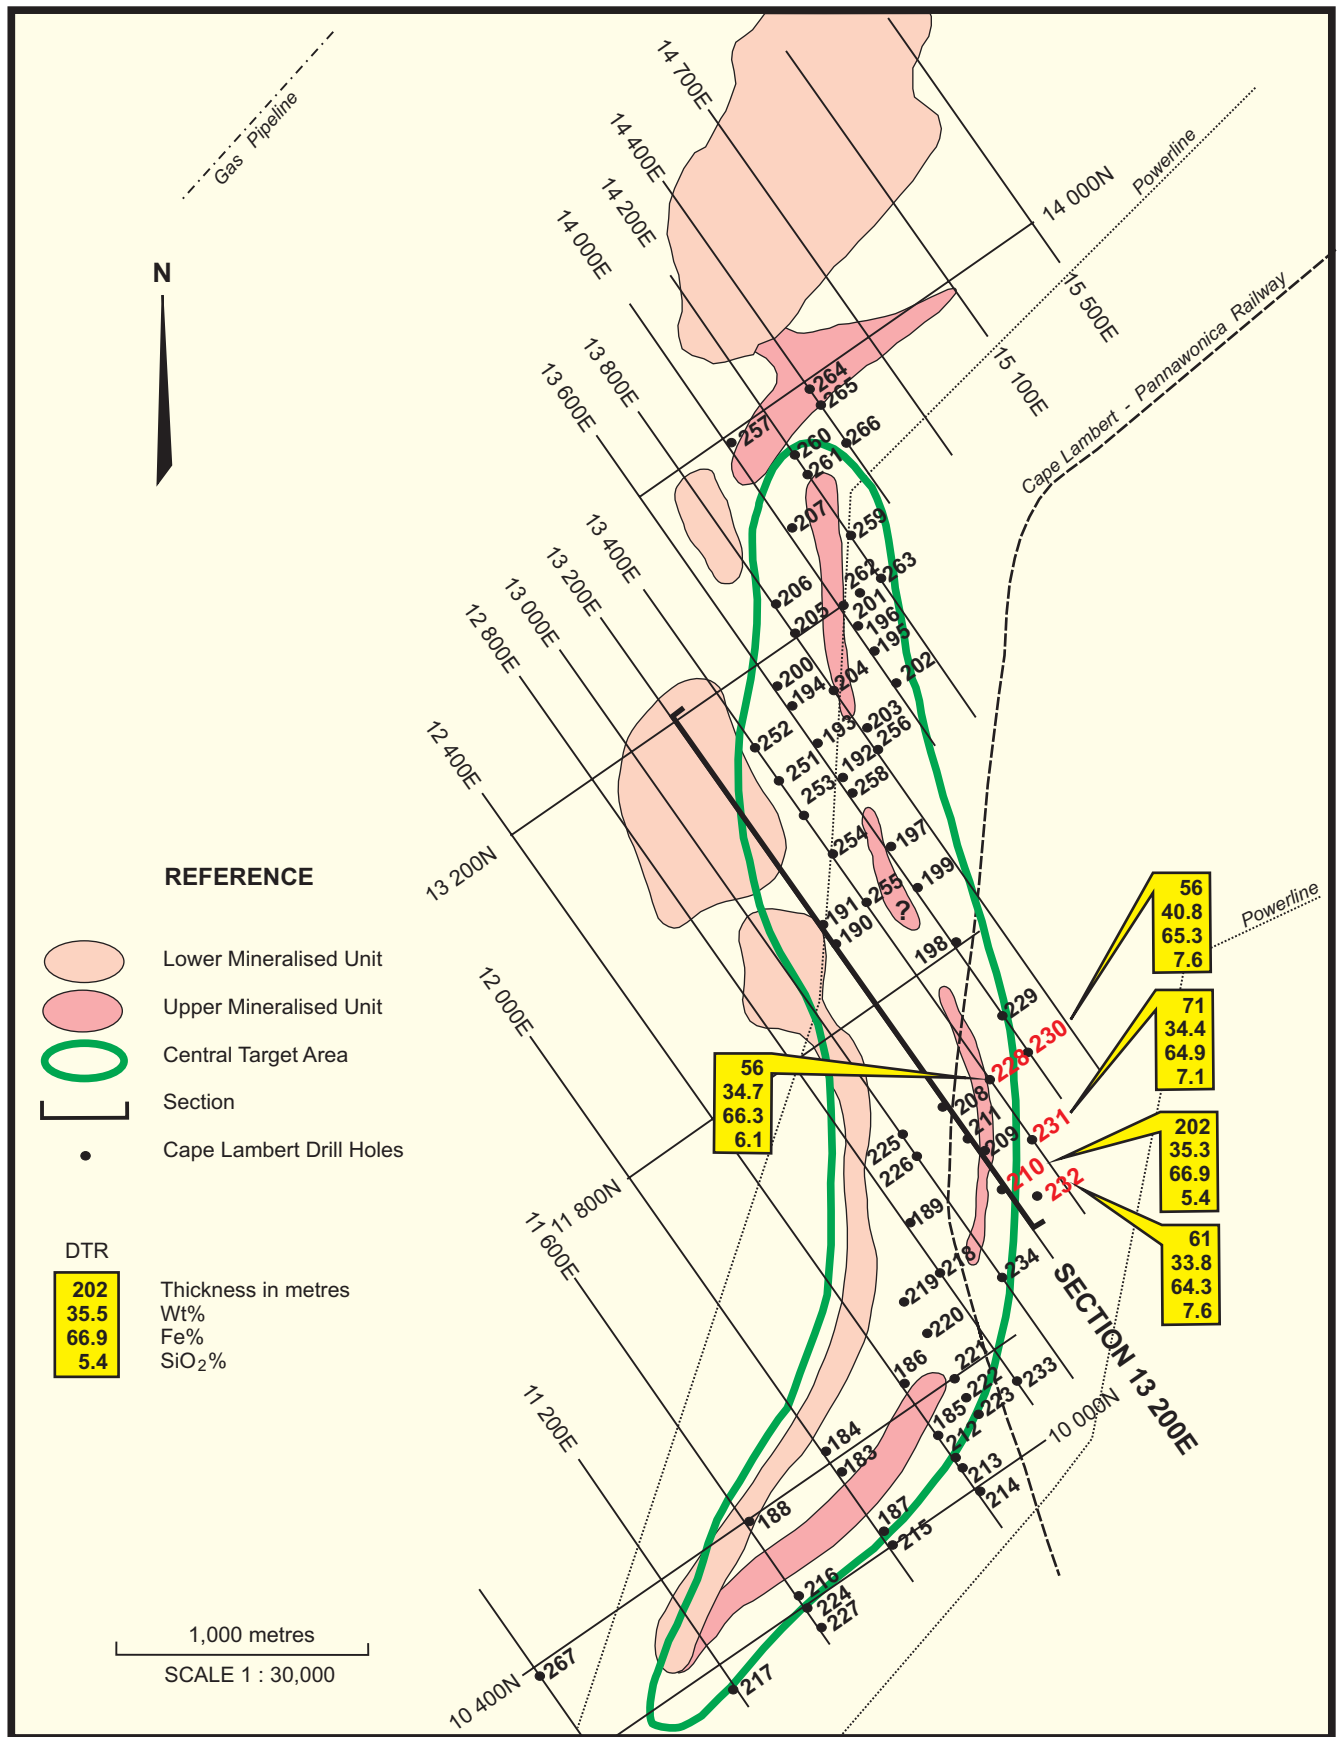 14 700E
14 400E
14 200E
14 000E
13 800E
13 600E
13 400E
13 200E
13 000E
12 800E
12 400E
12 000E
11 600E
11 200E
Gas Pipeline
N
Powerline
14 000N
15 500E
15 100E
Cape Lambert - Pannawonica Railway
264
265
257
260
266
261
207
259
262
263
206
201
205
196
195
200
204
202
194
252
193
203
256
251
192
253
258
254
197
13 200N
255
199
191
?
190
198
229
230
228
208
211
231
209
225
210
226
232
11 800N
189
218
234
219
220
186
221
222
233
223
185
10 000N
212
184
183
213
214
188
187
215
216
224
227
217
267
10 400N
SECTION 13 200E
Powerline
56
40.8
65.3
7.6
71
34.4
64.9
7.1
56
34.7
66.3
6.1
202
35.3
66.9
5.4
61
33.8
64.3
7.6
REFERENCE
Lower Mineralised Unit
Upper Mineralised Unit
Central Target Area
Section
Cape Lambert Drill Holes
DTR
202 Thickness in metres
35.5 Wt%
66.9 Fe%
5.4 SiO2%
1,000 metres
SCALE 1 : 30,000